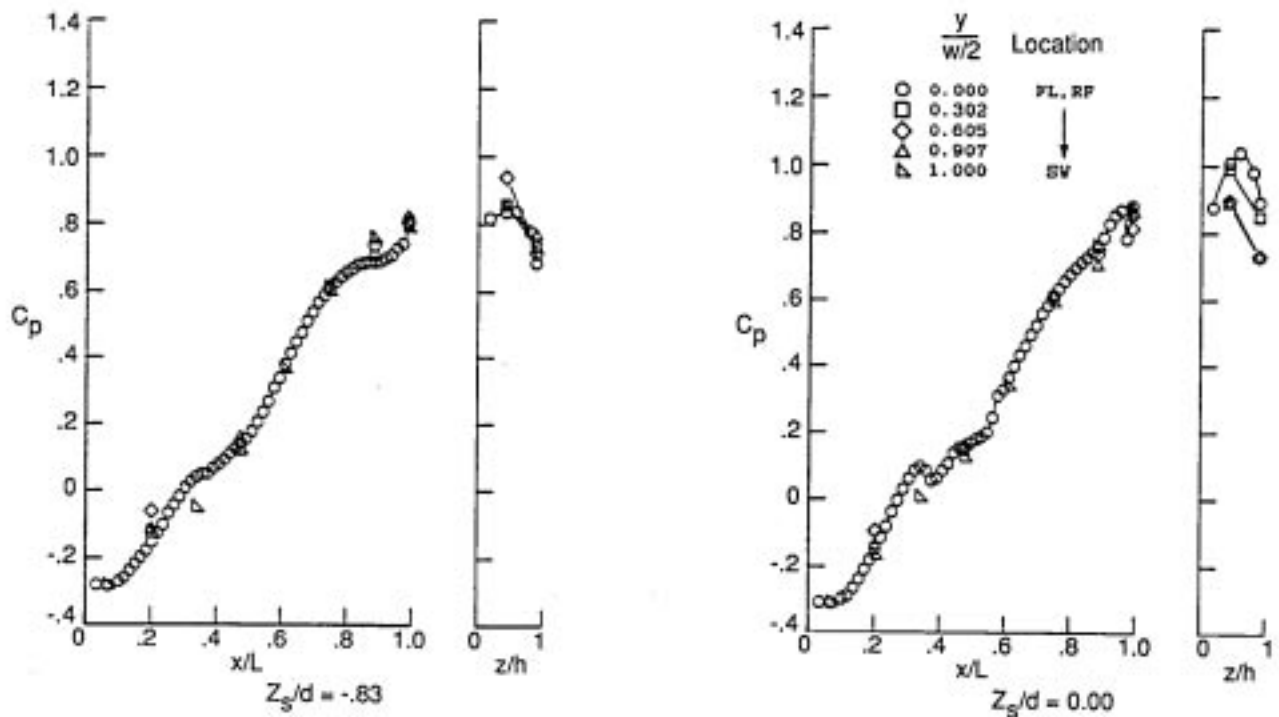 1.4
1.2
1.0
.8
.6
.4
.2
0
-.2
-.4
Cp
0 .2 .4 .6 .8 1.0
x/L
0 1
z/h
Zs/d = -.83
1.4
1.2
1.0
.8
.6
.4
.2
0
-.2
-.4
Cp
0 .2 .4 .6 .8 1.0
x/L
0 1
z/h
Zs/d = 0.00
y
w/2 Location
0.000 FL,RF
0.302
0.605
0.907
1.000 SW